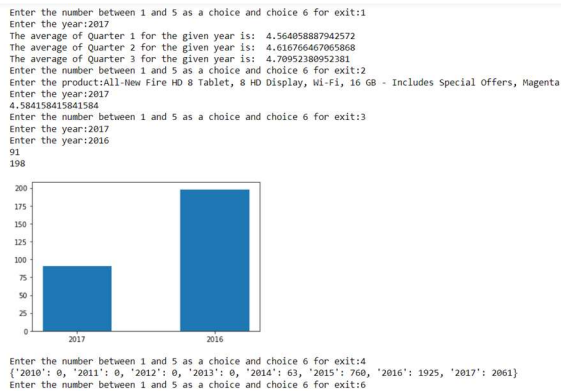 Enter the number between 1 and 5 as a choice and choice 6 for exit:1
Enter the year:2017
The average of Quarter 1 for the given year is:  4.564058887942572
The average of Quarter 2 for the given year is:  4.616766467065868
The average of Quarter 3 for the given year is:  4.70952380952381
Enter the number between 1 and 5 as a choice and choice 6 for exit:2
Enter the product:All-New Fire HD 8 Tablet, 8 HD Display, Wi-Fi, 16 GB - Includes Special Offers, Magenta
Enter the year:2017
4.584158415841584
Enter the number between 1 and 5 as a choice and choice 6 for exit:3
Enter the year:2017
Enter the year:2016
91
198
200
175
150
125
100
75
50
25
0
2017 2016
Enter the number between 1 and 5 as a choice and choice 6 for exit:4
{'2010': 0, '2011': 0, '2012': 0, '2013': 0, '2014': 63, '2015': 760, '2016': 1925, '2017': 2061}
Enter the number between 1 and 5 as a choice and choice 6 for exit:6